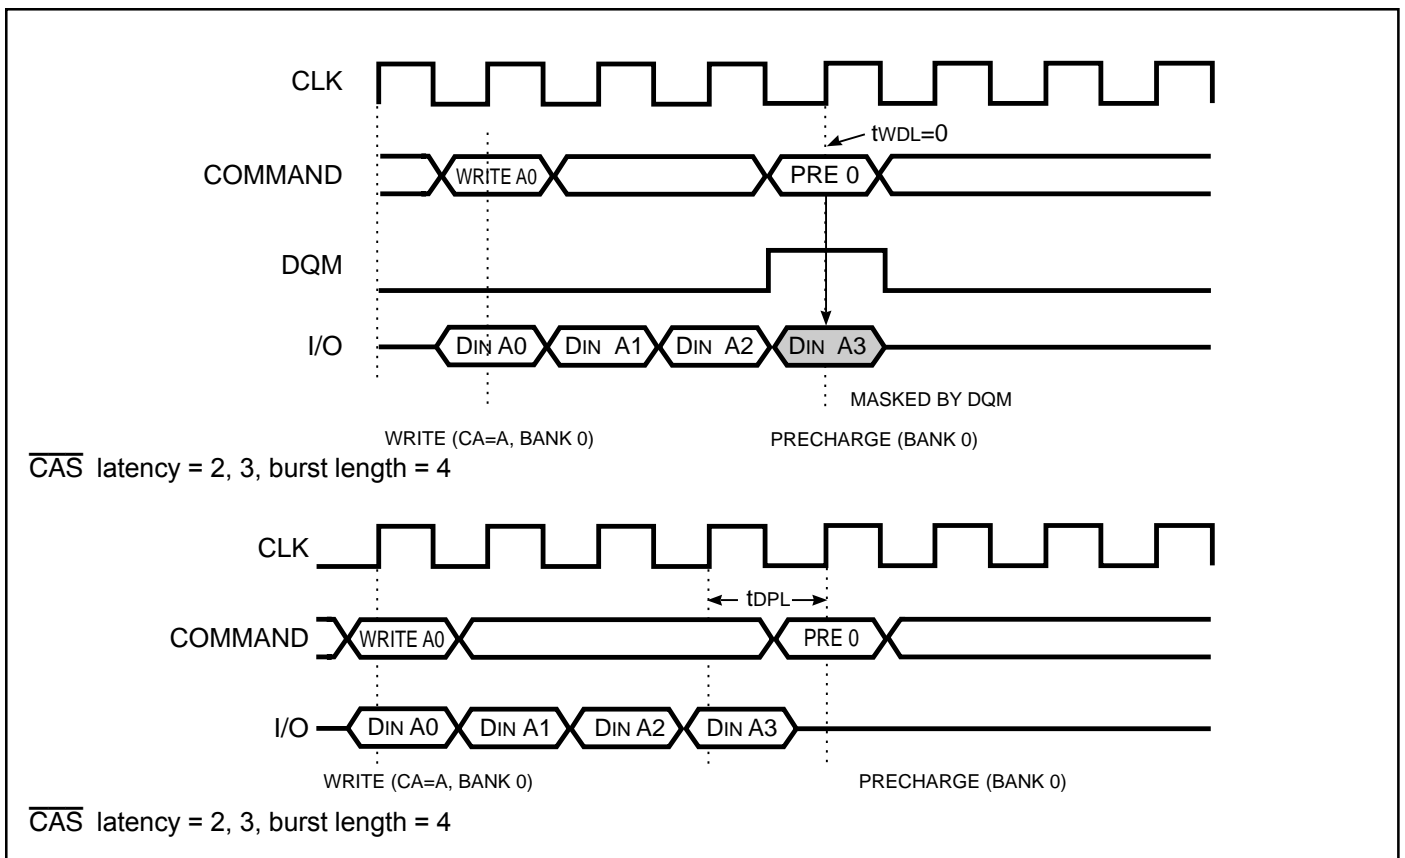 CLK
tWDL=0
COMMAND WRITE A0 PRE 0
DQM
I/O DIN A0 DIN A1 DIN A2 DIN A3
MASKED BY DQM
WRITE (CA=A, BANK 0) PRECHARGE (BANK 0)
CAS latency = 2, 3, burst length = 4
CLK
tDPL
COMMAND WRITE A0 PRE 0
I/O DIN A0 DIN A1 DIN A2 DIN A3
WRITE (CA=A, BANK 0) PRECHARGE (BANK 0)
CAS latency = 2, 3, burst length = 4